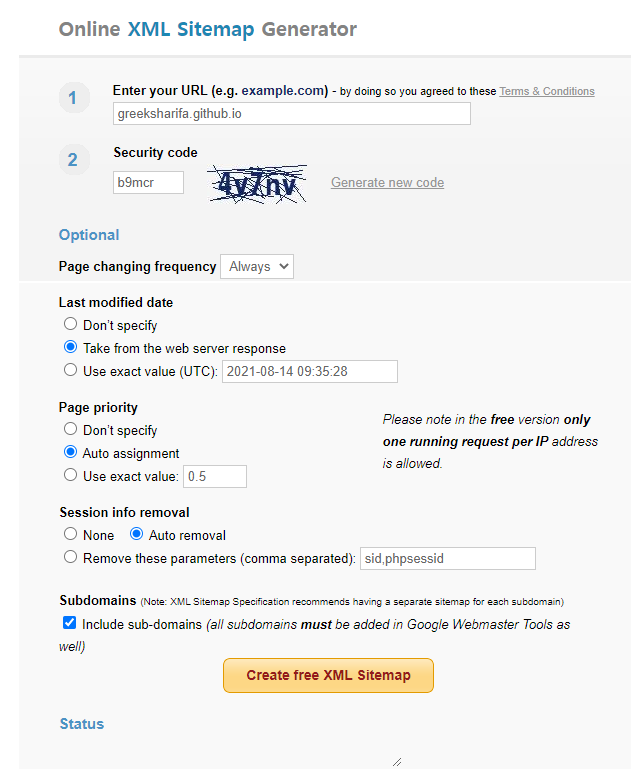 Online XML Sitemap Generator
1
Enter your URL (e.g. example.com) - by doing so you agreed to these Terms & Conditions
greeksharifa.github.io
2
Security code
b9mcr
4v7nv
Generate new code
Optional
Page changing frequency Always
Last modified date
Don't specify
Take from the web server response
Use exact value (UTC): 2021-08-14 09:35:28
Page priority
Don't specify
Auto assignment
Use exact value: 0.5
Please note in the free version only
one running request per IP address
is allowed.
Session info removal
None Auto removal
Remove these parameters (comma separated): sid,phpsessid
Subdomains (Note: XML Sitemap Specification recommends having a separate sitemap for each subdomain)
Include sub-domains (all subdomains must be added in Google Webmaster Tools as
well)
Create free XML Sitemap
Status